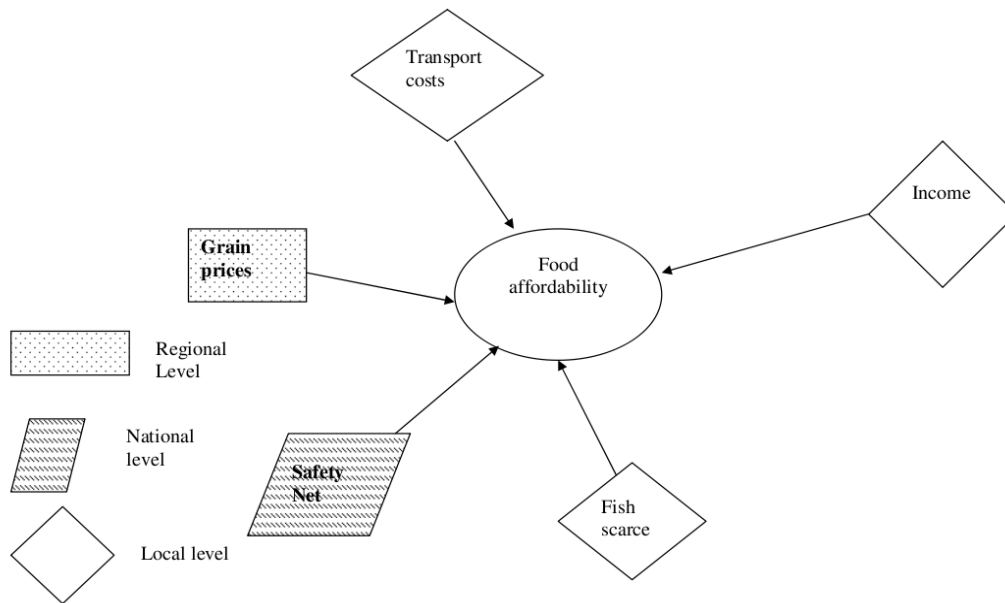 Transport
costs
Income
Grain
prices
Food
affordability
Regional
Level
National
level
Safety
Net
Fish
scarce
Local level